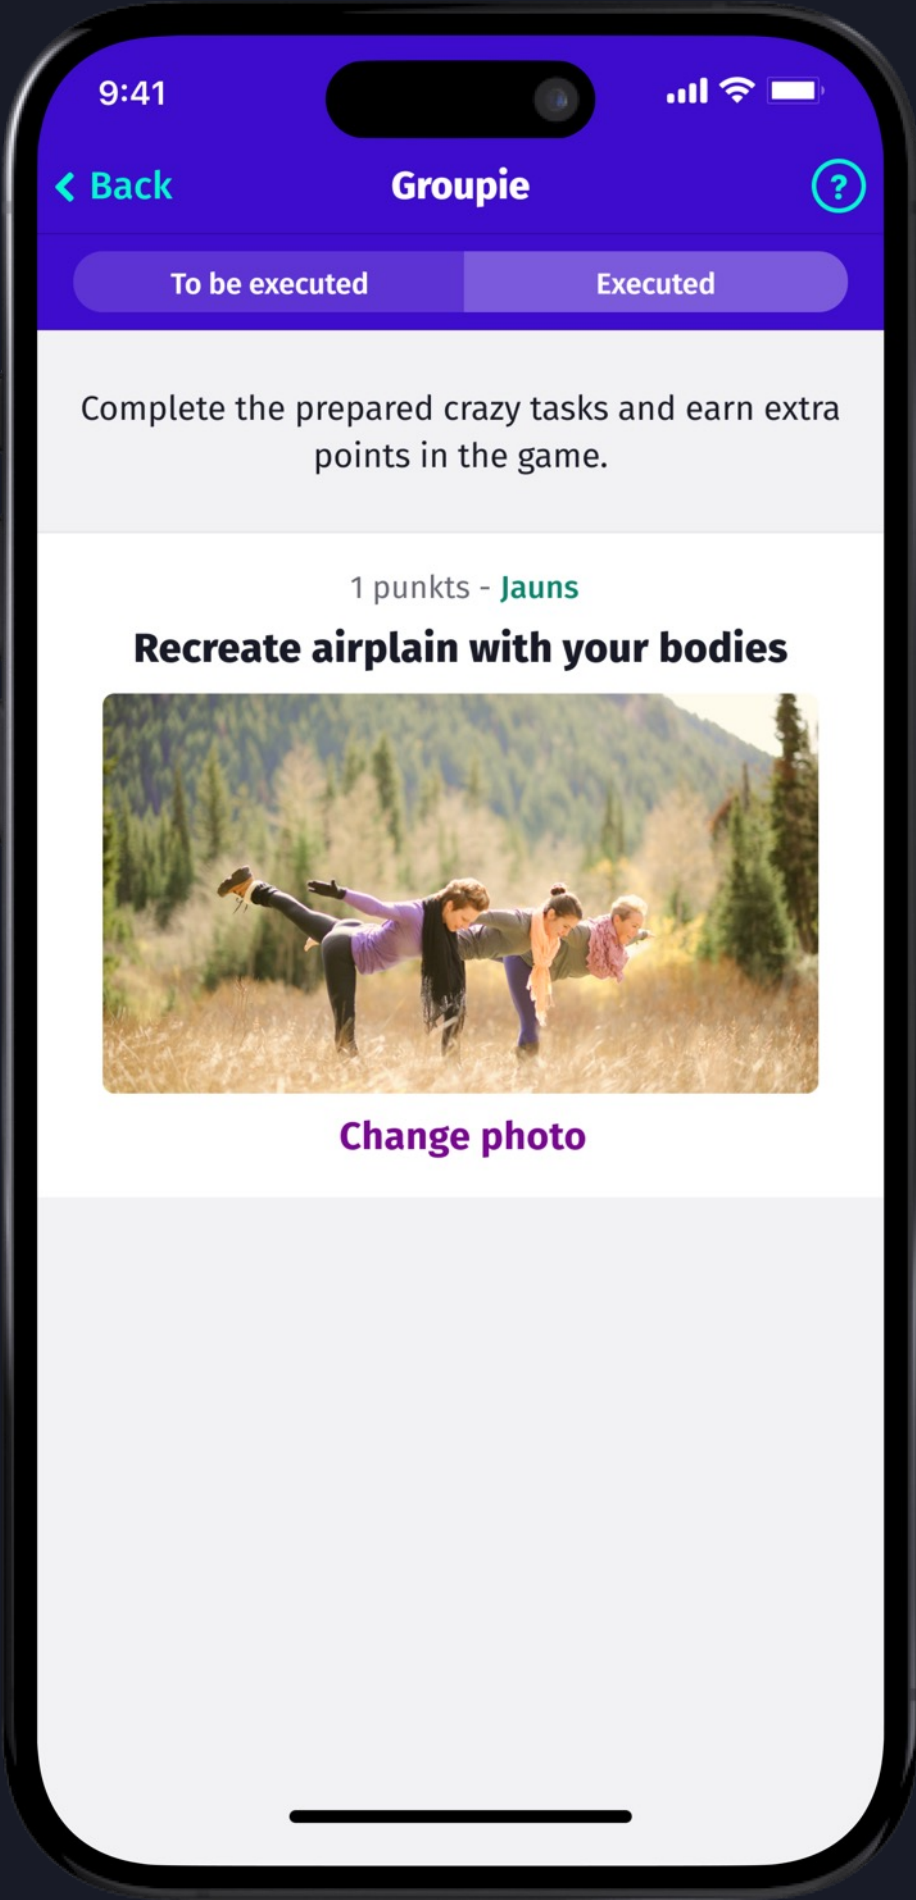 9:41
Back
Groupie
?
To be executed
Executed
Complete the prepared crazy tasks and earn extra
points in the game.
1 punkts - Jauns
Recreate airplain with your bodies
Change photo